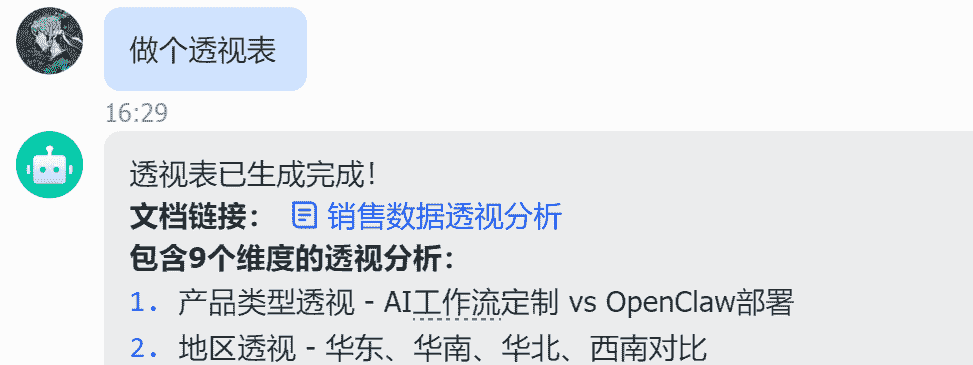 做个透视表
16:29
透视表已生成完成！
文档链接： 销售数据透视分析
包含9个维度的透视分析：
1. 产品类型透视 - AI工作流定制 vs OpenClaw部署
2. 地区透视 - 华东、华南、华北、西南对比